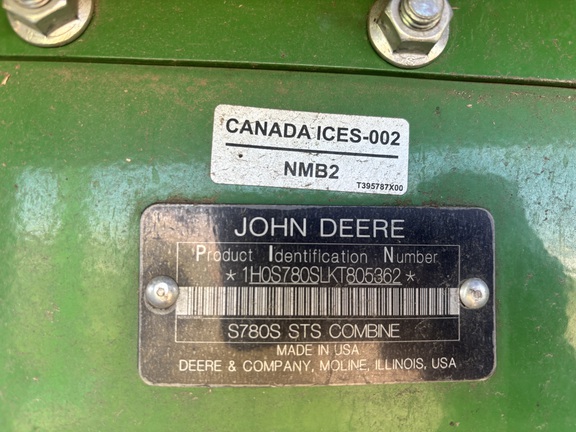 CANADA ICES-002
NMB2
T395787X00
JOHN DEERE
Product Identification Number
*1H0S780SLKT805362*
S780S STS COMBINE
MADE IN USA
DEERE & COMPANY, MOLINE, ILLINOIS, USA